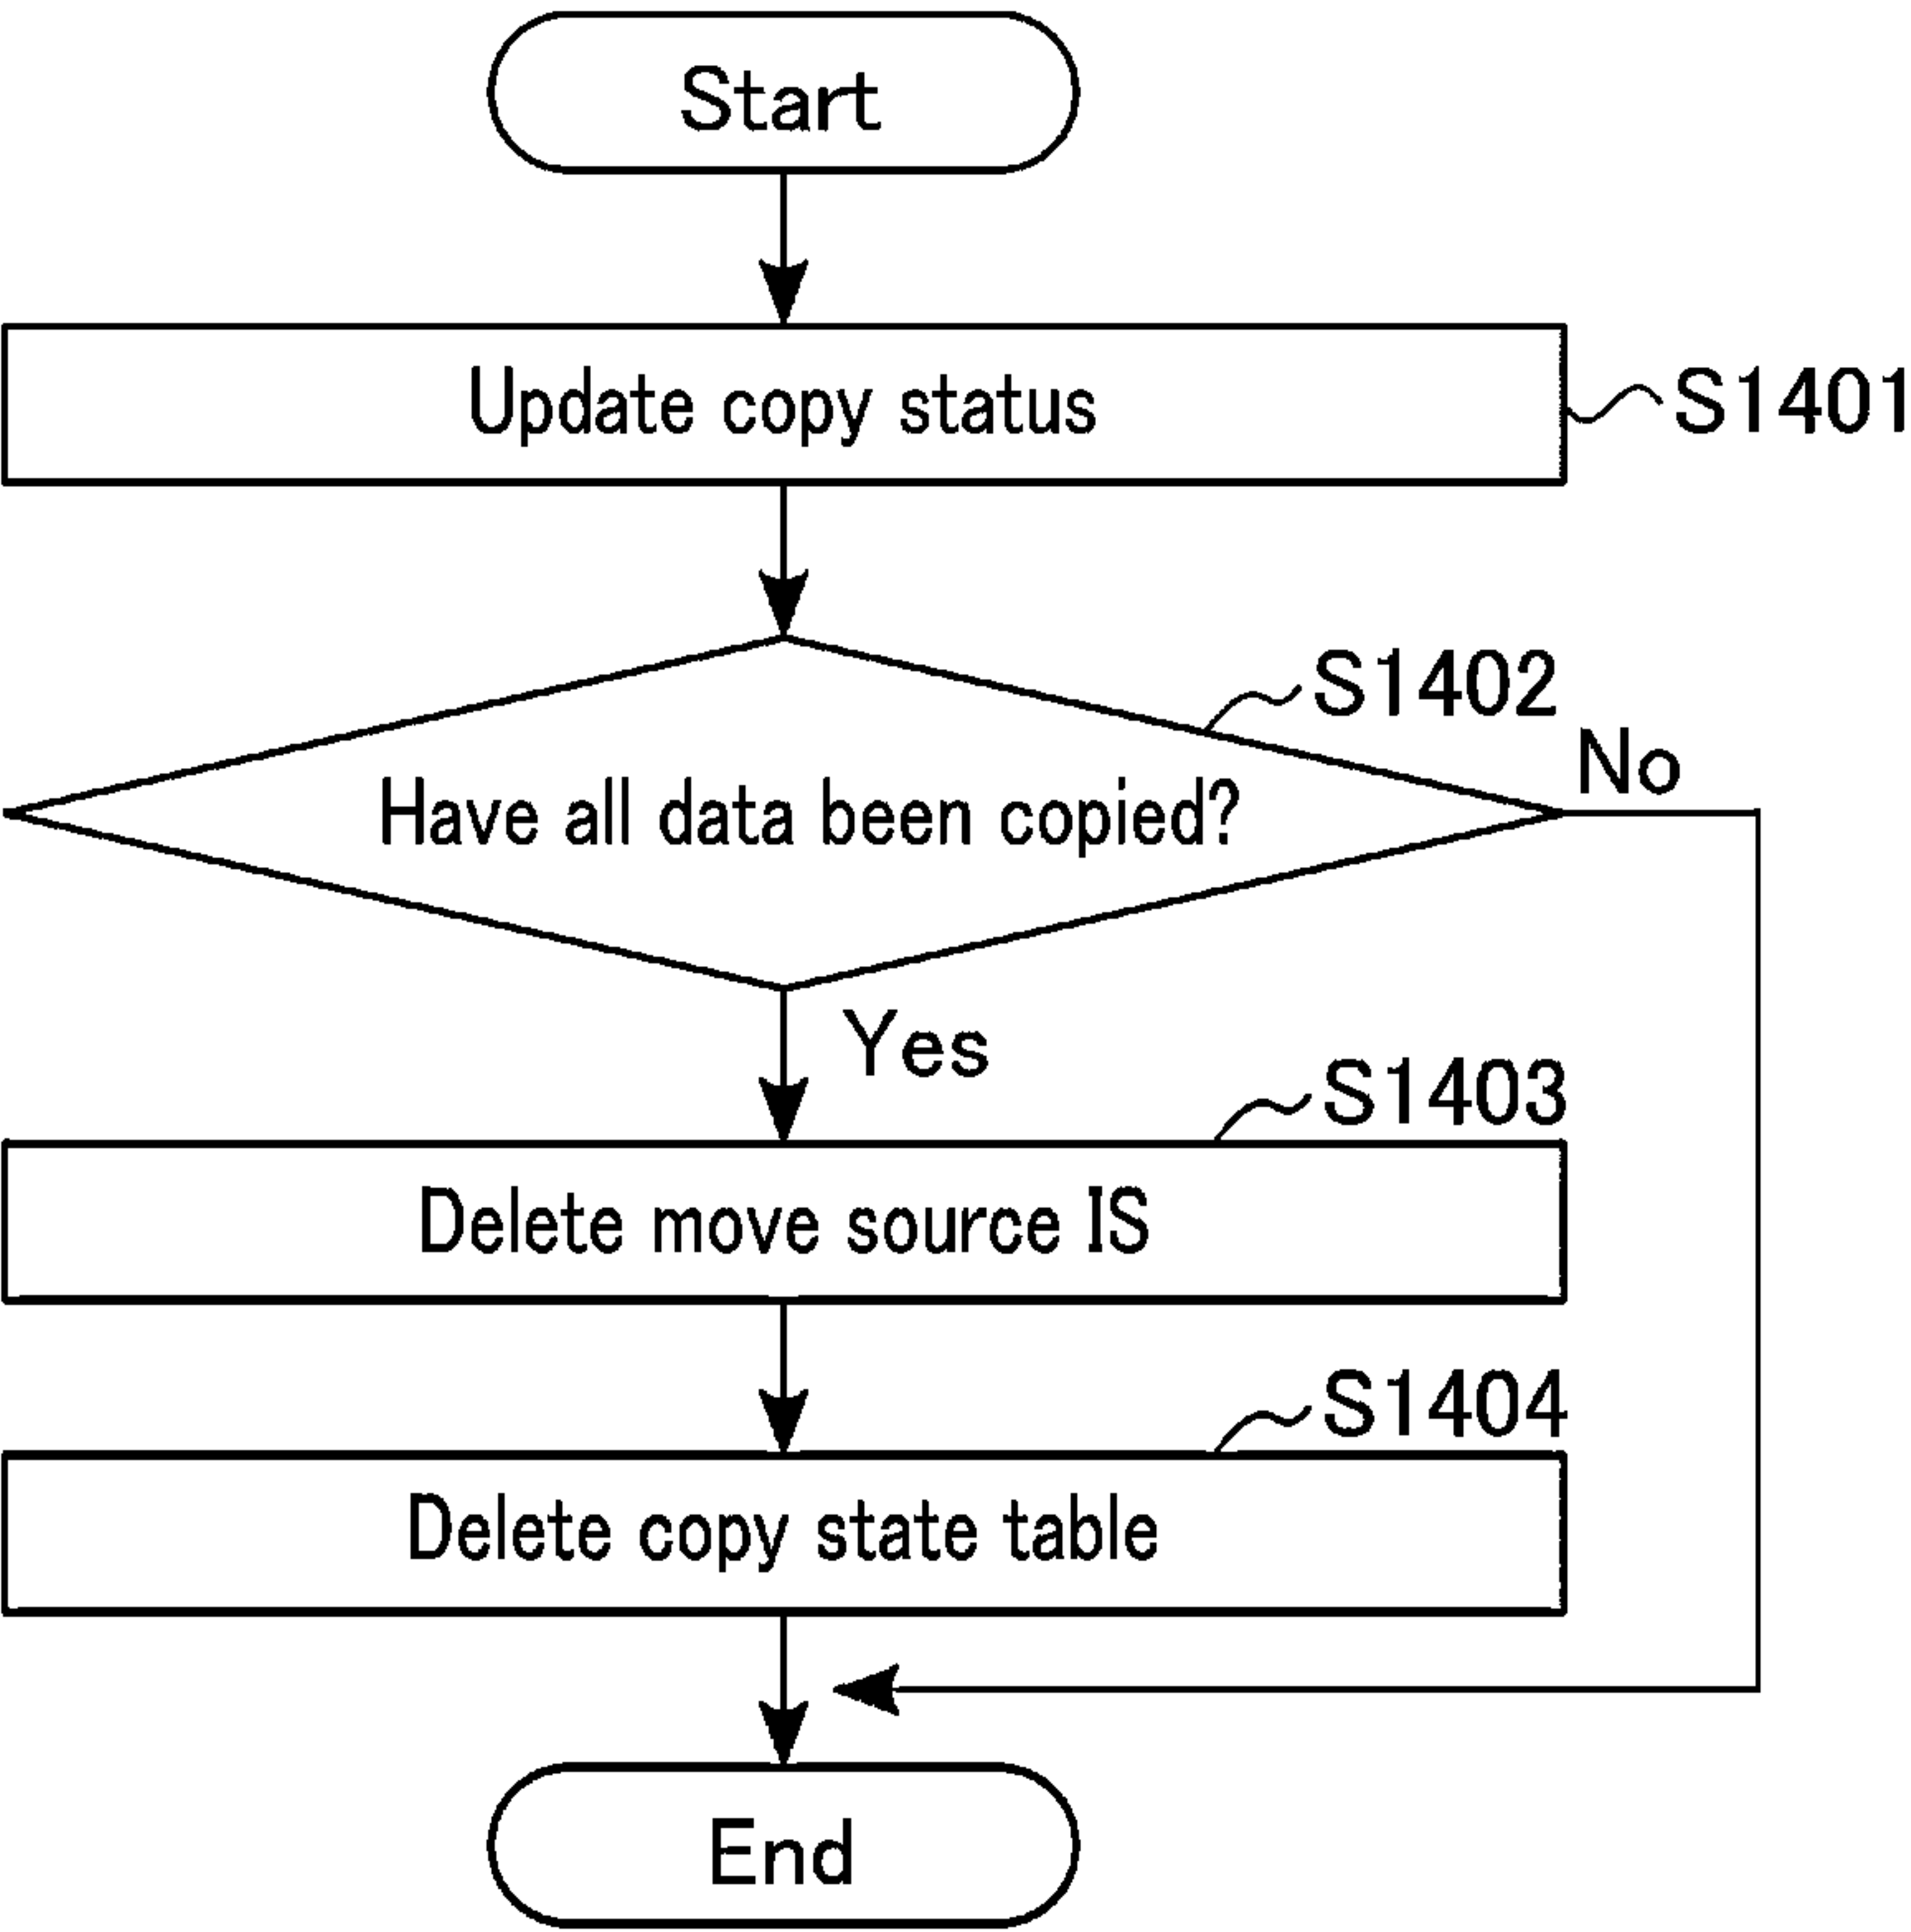 Start
Update copy status
S1401
S1402
No
Have all data been copied?
Yes
S1403
Delete move source IS
S1404
Delete copy state table
End